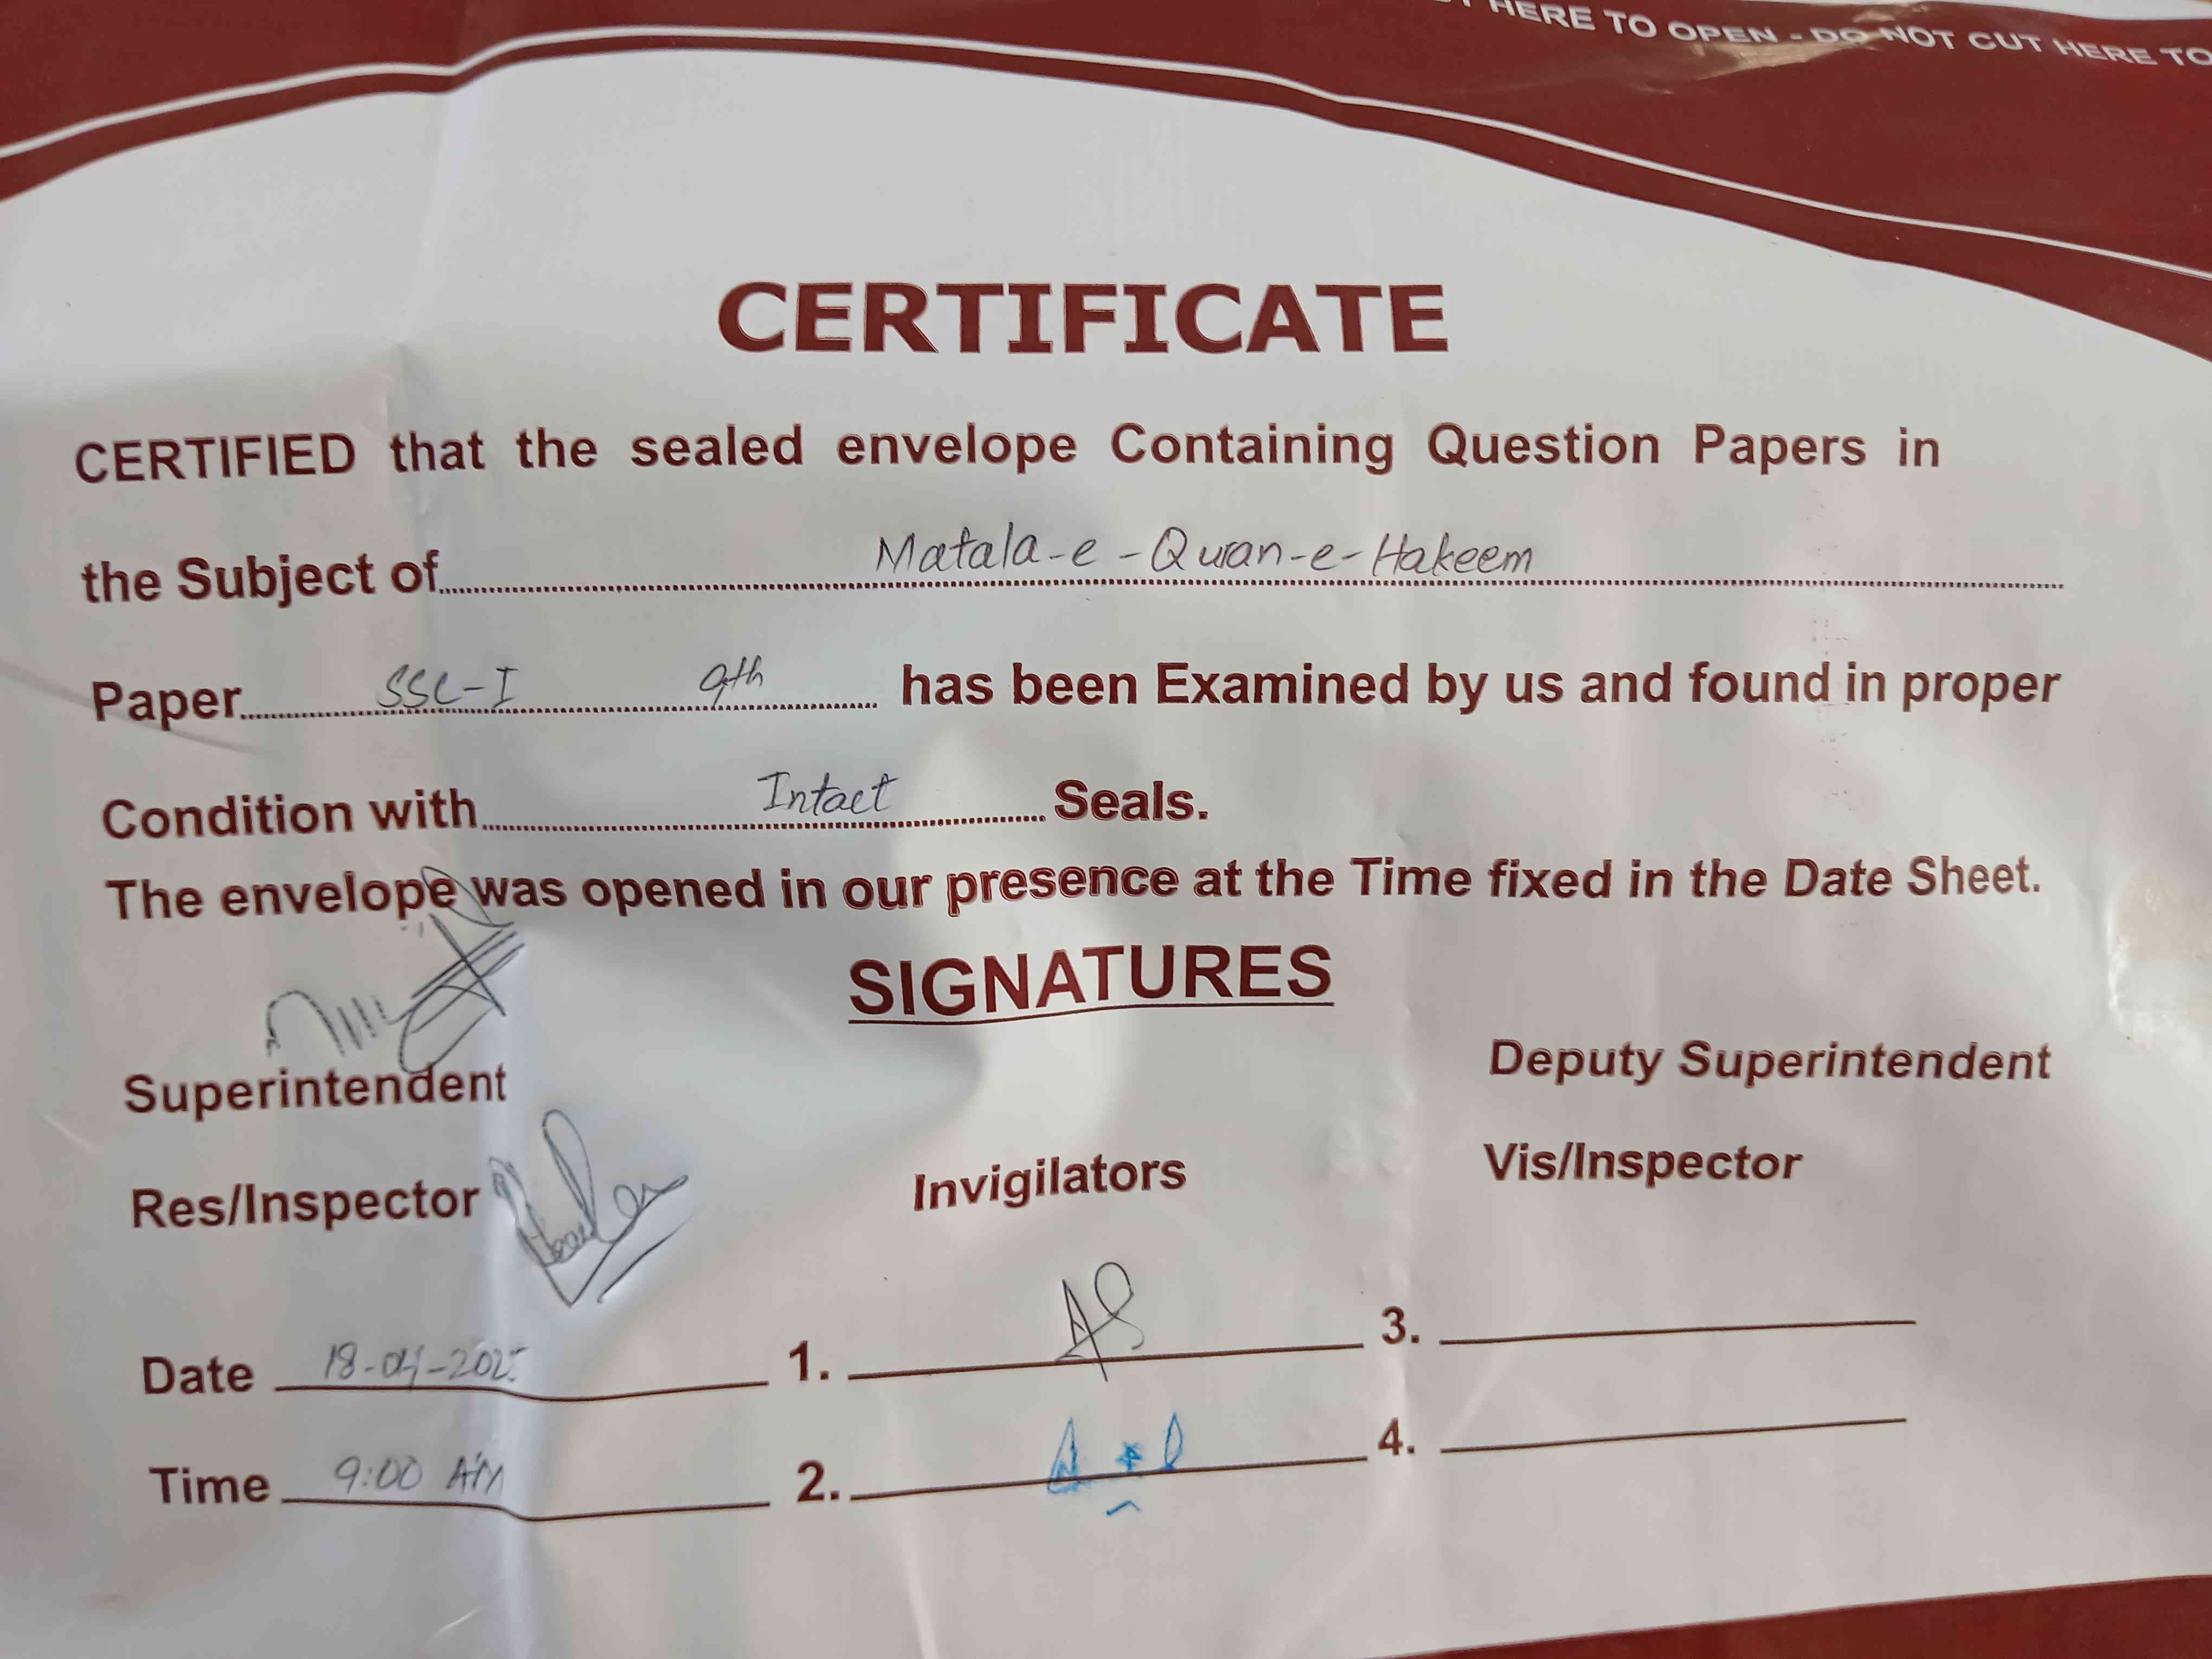 HERE TO OPEN - DO NOT CUT HERE TO
CERTIFICATE
CERTIFIED that the sealed envelope Containing Question Papers in
the Subject of Matala-e-Quran-e-Hakeem
Paper SSC-I 9th has been Examined by us and found in proper
Condition with Intact Seals.
The envelope was opened in our presence at the Time fixed in the Date Sheet.
SIGNATURES
Superintendent
Deputy Superintendent
Res/Inspector
Invigilators
Vis/Inspector
Date 18-04-2025 1. 3.
Time 9:00 AM 2. 4.